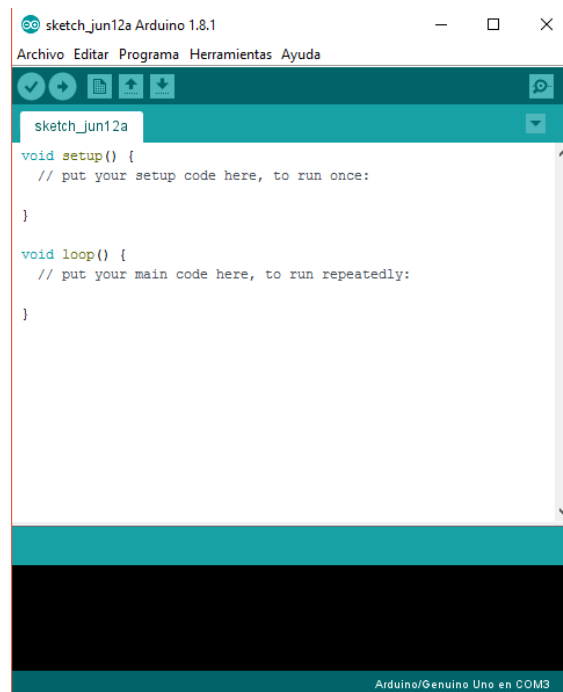 sketch_jun12a Arduino 1.8.1
Archivo Editar Programa Herramientas Ayuda
sketch_jun12a
void setup() {
// put your setup code here, to run once:
}
void loop() {
// put your main code here, to run repeatedly:
}
Arduino/Genuino Uno en COM3